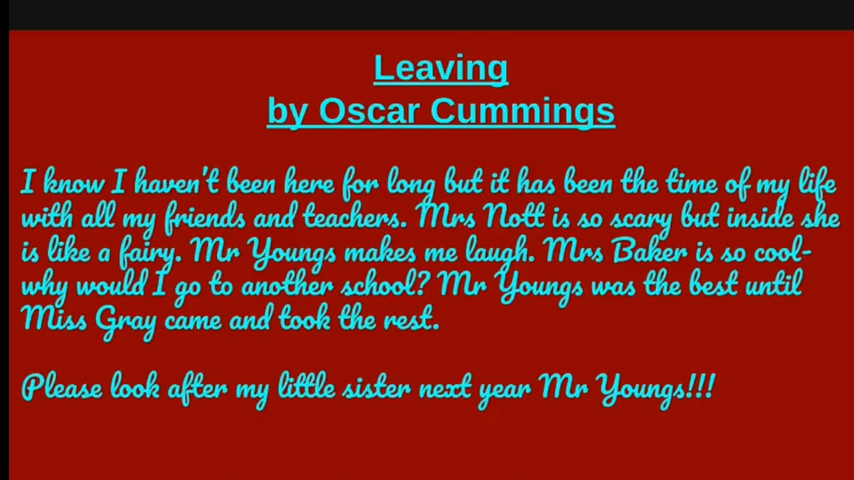 Leaving
by Oscar Cummings
I know I haven't been here for long but it has been the time of my life
with all my friends and teachers. Mrs Nott is so scary but inside she
is like a fairy. Mr Youngs makes me laugh. Mrs Baker is so cool-
why would I go to another school? Mr Youngs was the best until
Miss Gray came and took the rest.
Please look after my little sister next year Mr Youngs!!!